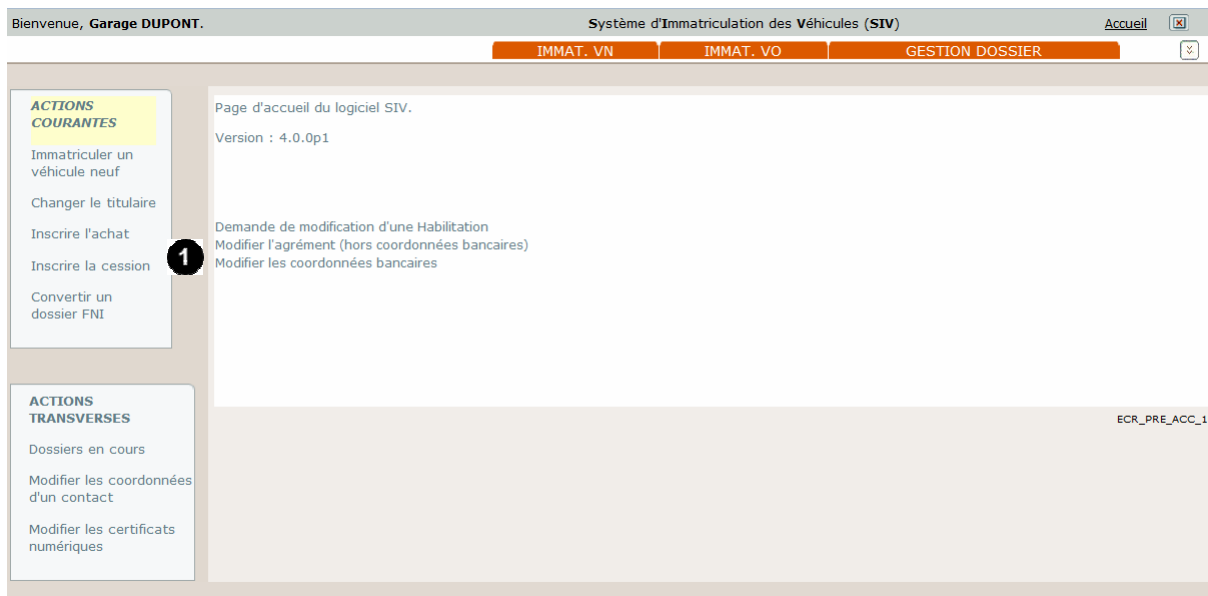 Bienvenue, Garage DUPONT.
Système d'Immatriculation des Véhicules (SIV)
Accueil
IMMAT. VN
IMMAT. VO
GESTION DOSSIER
ACTIONS
COURANTES
Immatriculer un
véhicule neuf
Changer le titulaire
Inscrire l'achat
Inscrire la cession
Convertir un
dossier FNI
1
Page d'accueil du logiciel SIV.
Version : 4.0.0p1
Demande de modification d'une Habilitation
Modifier l'agrément (hors coordonnées bancaires)
Modifier les coordonnées bancaires
ECR_PRE_ACC_1
ACTIONS
TRANSVERSES
Dossiers en cours
Modifier les coordonnées
d'un contact
Modifier les certificats
numériques